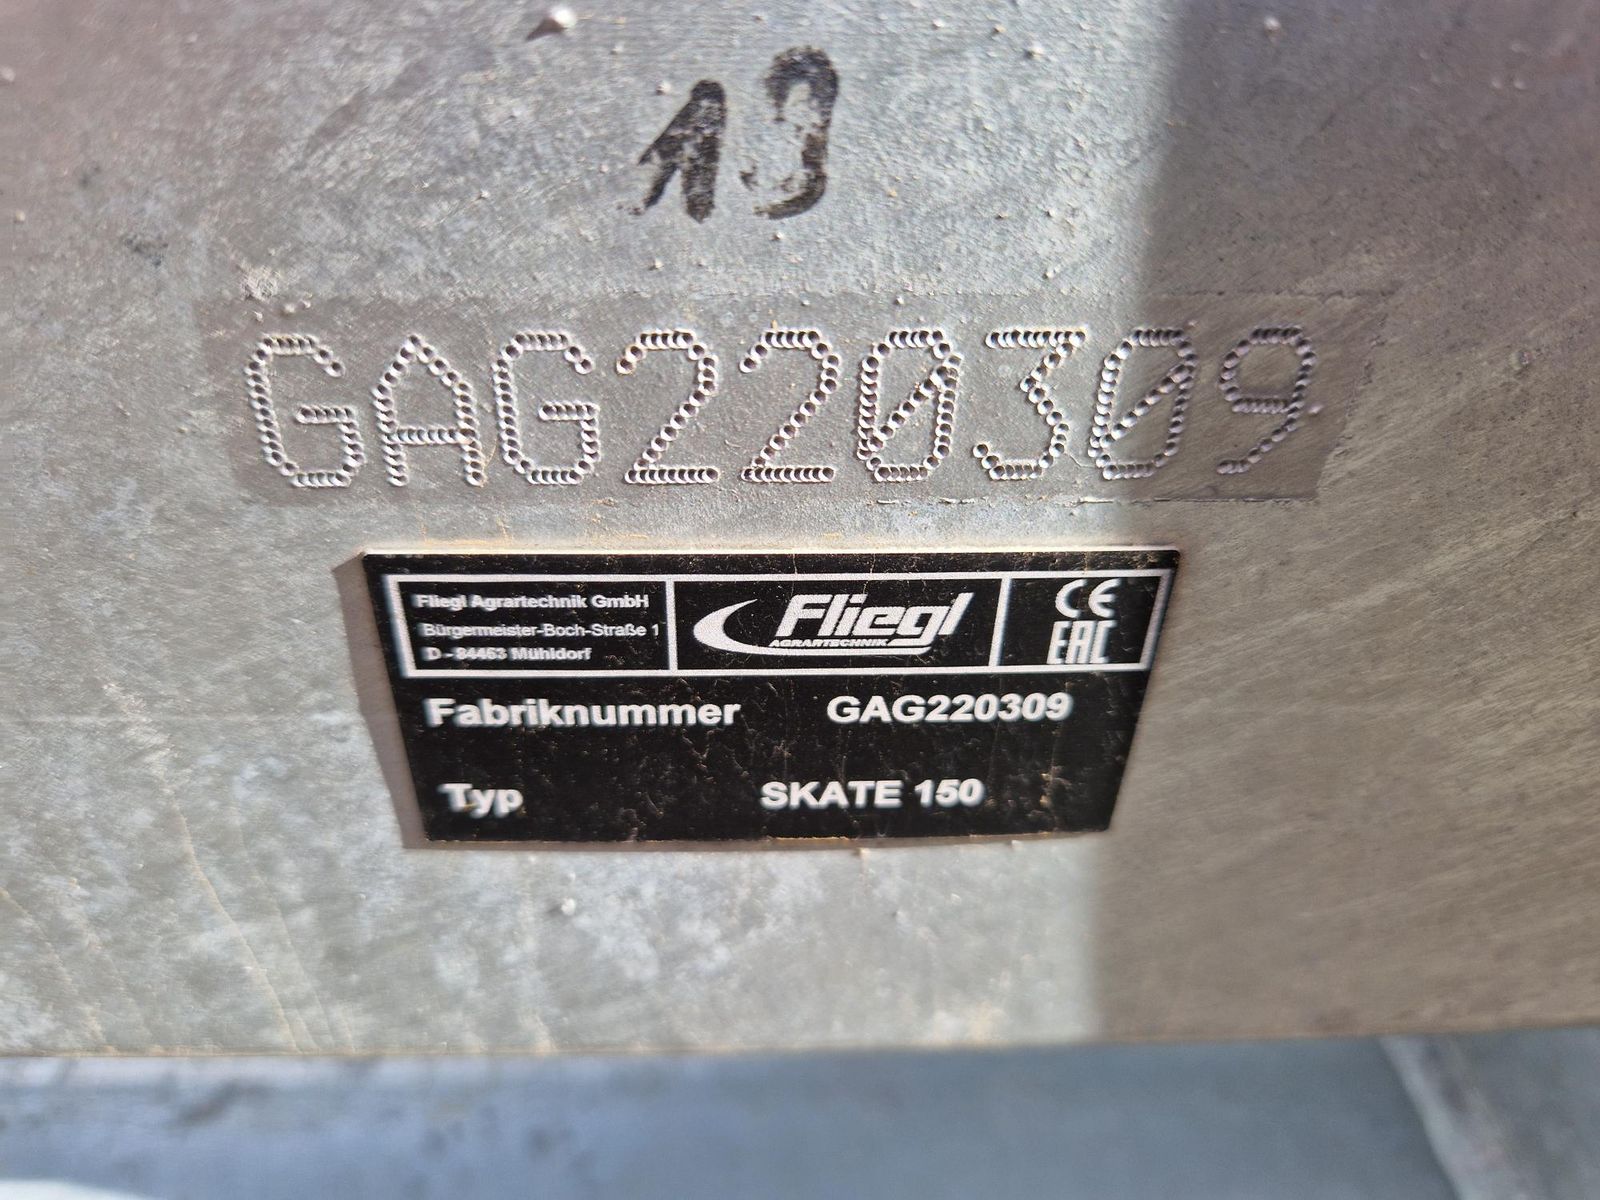 19
GAG220309
Fliegl Agrartechnik GmbH
Bürgermeister-Boch-Straße 1
D - 84453 Mühldorf
Fliegl
AGRARTECHNIK
CE
EAC
Fabriknummer GAG220309
Typ SKATE 150